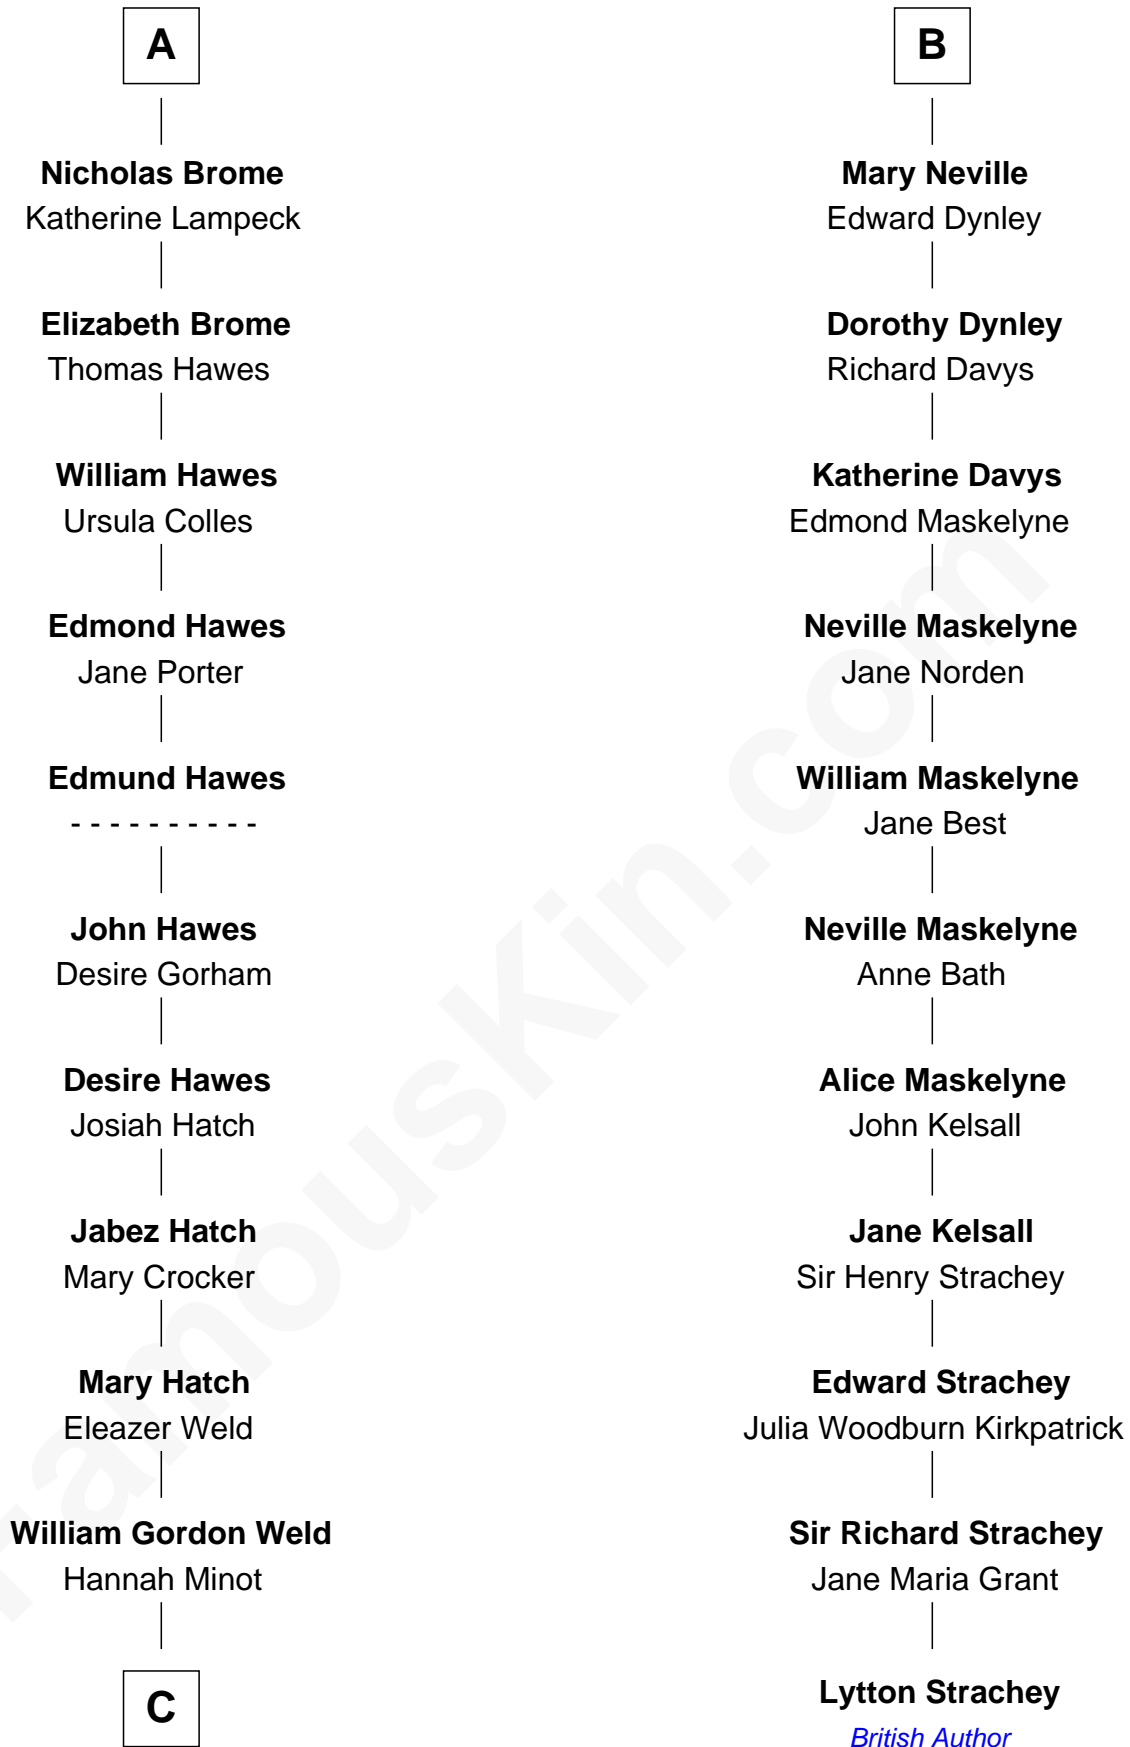 A
Nicholas Brome
Katherine Lampeck
Elizabeth Brome
Thomas Hawes
William Hawes
Ursula Colles
Edmond Hawes
Jane Porter
Edmund Hawes
- - - - - - - - - -
John Hawes
Desire Gorham
Desire Hawes
Josiah Hatch
Jabez Hatch
Mary Crocker
Mary Hatch
Eleazer Weld
William Gordon Weld
Hannah Minot
C
B
Mary Neville
Edward Dynley
Dorothy Dynley
Richard Davys
Katherine Davys
Edmond Maskelyne
Neville Maskelyne
Jane Norden
William Maskelyne
Jane Best
Neville Maskelyne
Anne Bath
Alice Maskelyne
John Kelsall
Jane Kelsall
Sir Henry Strachey
Edward Strachey
Julia Woodburn Kirkpatrick
Sir Richard Strachey
Jane Maria Grant
Lytton Strachey
British Author
FamousKin.com